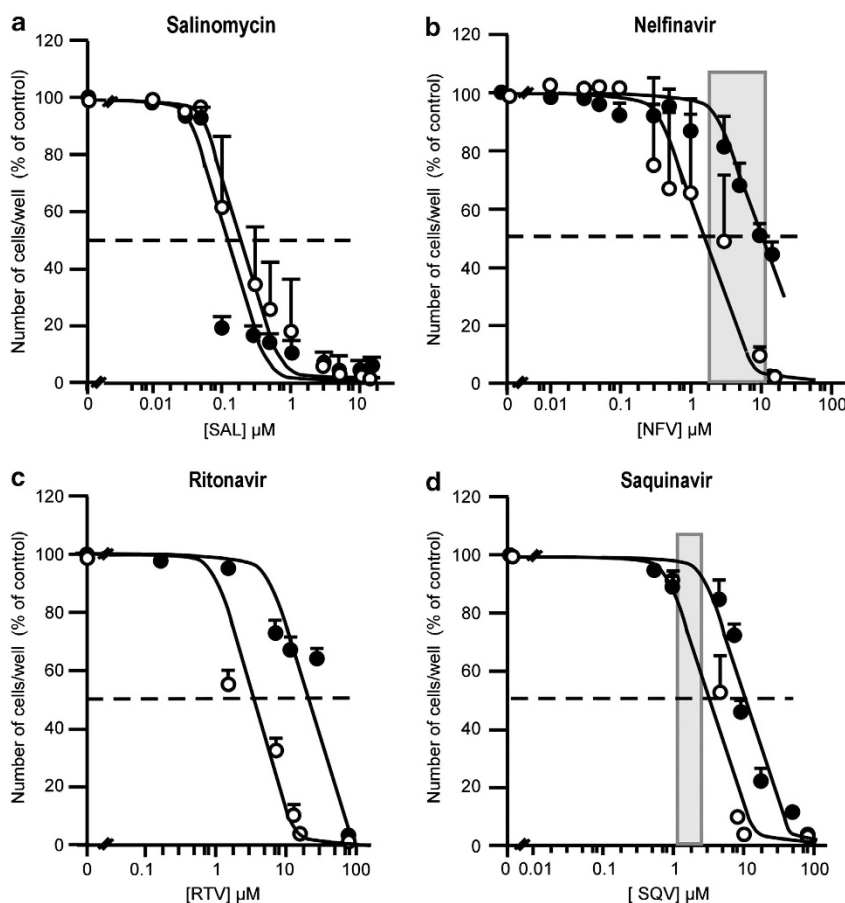 a Salinomycin
Number of cells/well (% of control)
120
100
80
60
40
20
0
0 0.01 0.1 1 10
[SAL] µM
b Nelfinavir
Number of cells/well (% of control)
120
100
80
60
40
20
0
0 0.01 0.1 1 10 100
[NFV] µM
c Ritonavir
Number of cells/well (% of control)
120
100
80
60
40
20
0
0 0.1 1 10 100
[RTV] µM
d Saquinavir
Number of cells/well (% of control)
120
100
80
60
40
20
0
0 0.01 0.1 1 10 100
[ SQV] µM